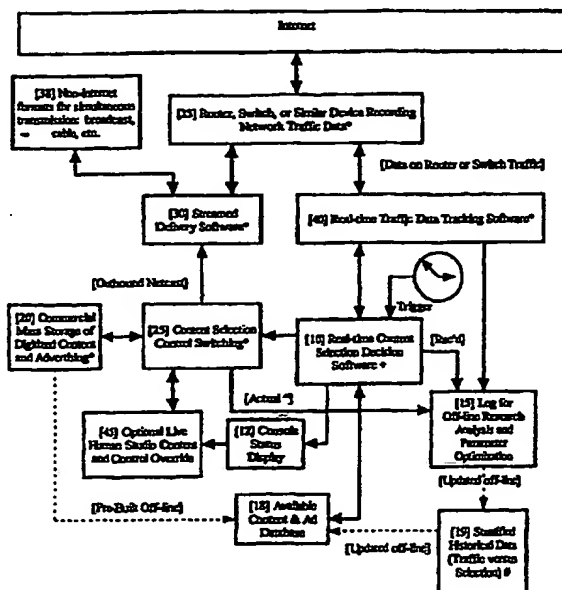 Internet
[38] Non-Internet
formats for simultaneous
transmission: broadcast,
cable, etc.
[35] Router, Switch, or Similar Device Recording
Network Traffic Data*
[Data on Router or Switch Traffic]
[30] Streamed
Delivery Software*
[40] Real-time Traffic Data Tracking Software*
[Outbound Netcast]
Trigger
[20] Commercial
Mass Storage of
Digitized Content
and Advertising*
[25] Content Selection
Control Switching*
[10] Real-time Content
Selection Decision
Software +
[Rec'd]
[Actual ^]
[15] Log for
Off-line Research
Analysis and
Parameter
Optimization
[45] Optional Live
Human Studio Content
and Control Override
[12] Console
Status
Display
[Updated off-line]
[Pre-Built Off-line]
[18] Available
Content & Ad
Database
[Updated off-line]
[19] Stratified
Historical Data
(Traffic versus
Selection) #